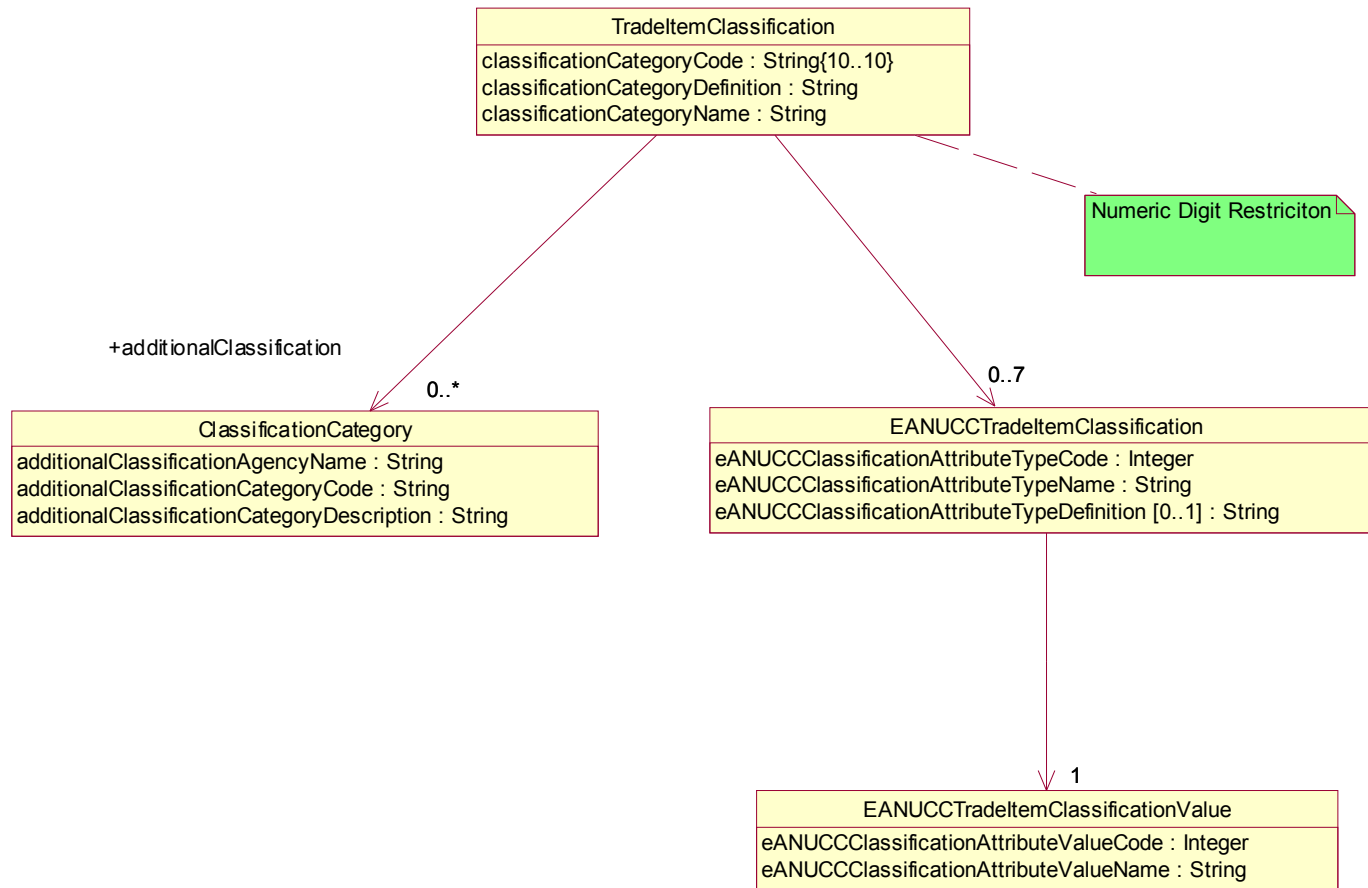 TradeItemClassification
classificationCategoryCode : String{10..10}
classificationCategoryDefinition : String
classificationCategoryName : String
Numeric Digit Restriciton
+additionalClassification
0..*
0..7
ClassificationCategory
additionalClassificationAgencyName : String
additionalClassificationCategoryCode : String
additionalClassificationCategoryDescription : String
EANUCCTradeItemClassification
eANUCCClassificationAttributeTypeCode : Integer
eANUCCClassificationAttributeTypeName : String
eANUCCClassificationAttributeTypeDefinition [0..1] : String
1
EANUCCTradeItemClassificationValue
eANUCCClassificationAttributeValueCode : Integer
eANUCCClassificationAttributeValueName : String